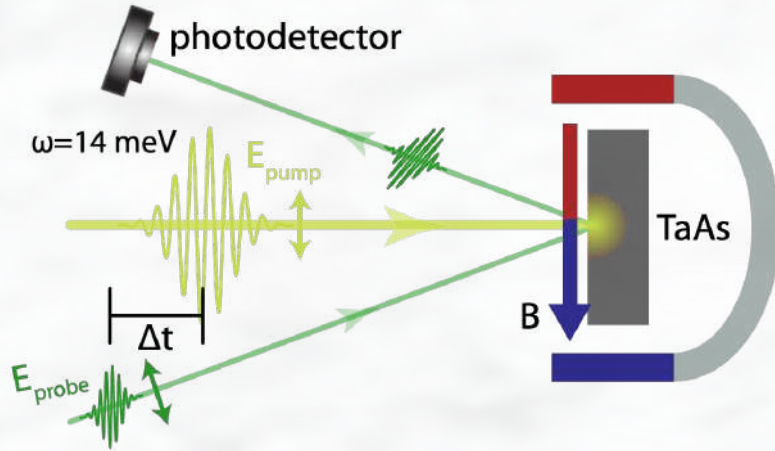 photodetector
ω=14 meV
E_pump
TaAs
B
Δt
E_probe